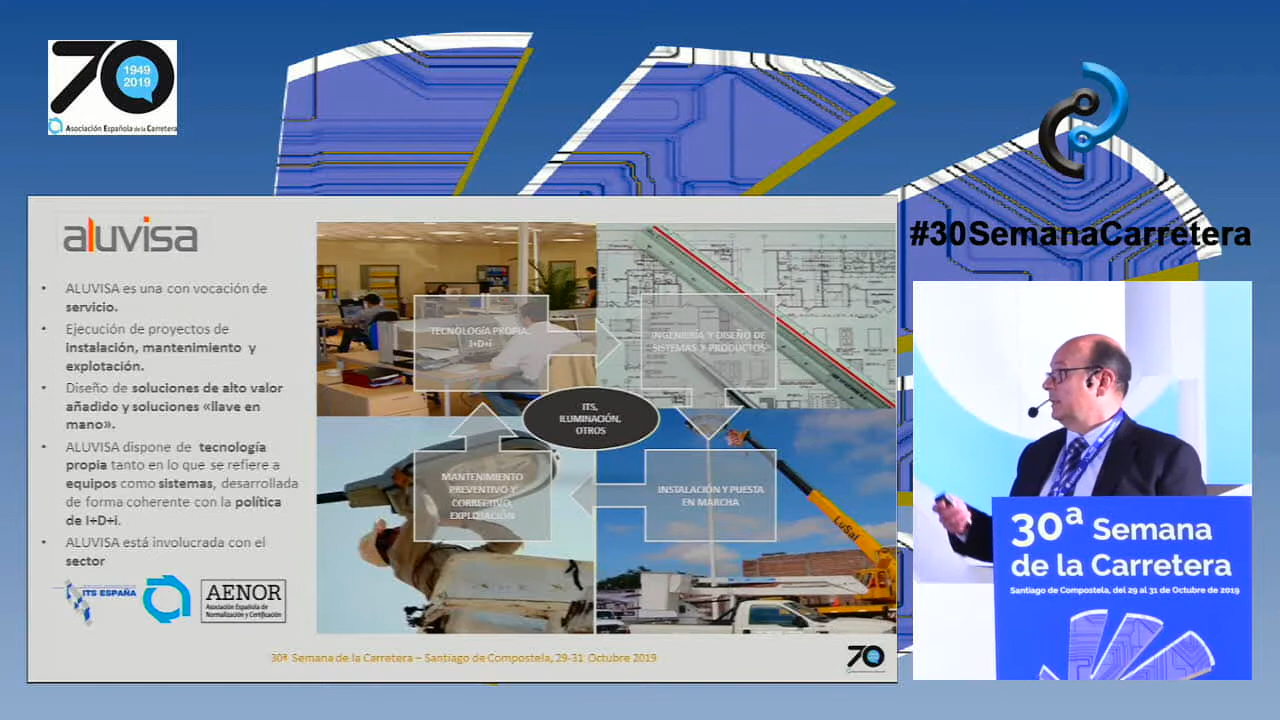 70
1949
2019
Asociación Española de la Carretera
#30SemanaCarretera
aluvisa
• ALUVISA es una con vocación de
servicio.
• Ejecución de proyectos de
instalación, mantenimiento y
explotación.
• Diseño de soluciones de alto valor
añadido y soluciones «llave en
mano».
• ALUVISA dispone de tecnología
propia tanto en lo que se refiere a
equipos como sistemas, desarrollada
de forma coherente con la política
de I+D+i.
• ALUVISA está involucrada con el
sector
ITS ESPAÑA
AENOR
Asociación Española de
Normalización y Certificación
TECNOLOGÍA PROPIA.
I+D+i
INGENIERÍA Y DISEÑO DE
SISTEMAS Y PRODUCTOS
ITS,
ILUMINACIÓN,
OTROS
MANTENIMIENTO
PREVENTIVO Y
CORRECTIVO,
EXPLOTACIÓN
INSTALACIÓN Y PUESTA
EN MARCHA
LuSal
30ª Semana de la Carretera – Santiago de Compostela, 29-31 Octubre 2019
70
30ª Semana
de la Carretera
Santiago de Compostela, del 29 al 31 de Octubre de 2019